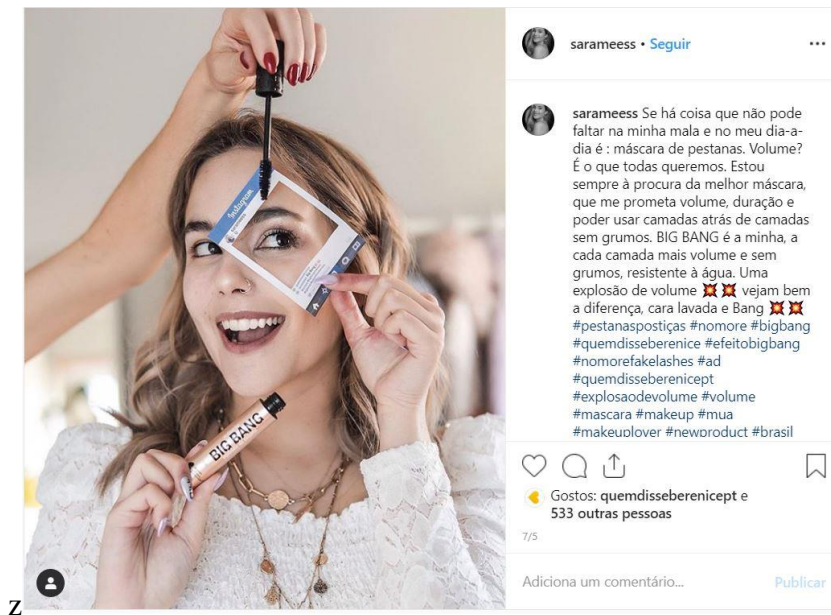 sarameess • Seguir
sarameess Se há coisa que não pode
faltar na minha mala e no meu dia-a-
dia é : máscara de pestanas. Volume?
É o que todas queremos. Estou
sempre à procura da melhor máscara,
que me prometa volume, duração e
poder usar camadas atrás de camadas
sem grumos. BIG BANG é a minha, a
cada camada mais volume e sem
grumos, resistente à água. Uma
explosão de volume 💥 💥 vejam bem
a diferença, cara lavada e Bang 💥 💥
#pestanaspostiças #nomore #bigbang
#quemdisseberenice #efeitobigbang
#nomorefakelashes #ad
#quemdisseberenicept
#explosaodevolume #volume
#mascara #makeup #mua
#makeuplover #newproduct #brasil
Gostos: quemdisseberenicept e
533 outras pessoas
7/5
Adiciona um comentário... Publicar
Instagram
BIG BANG
z